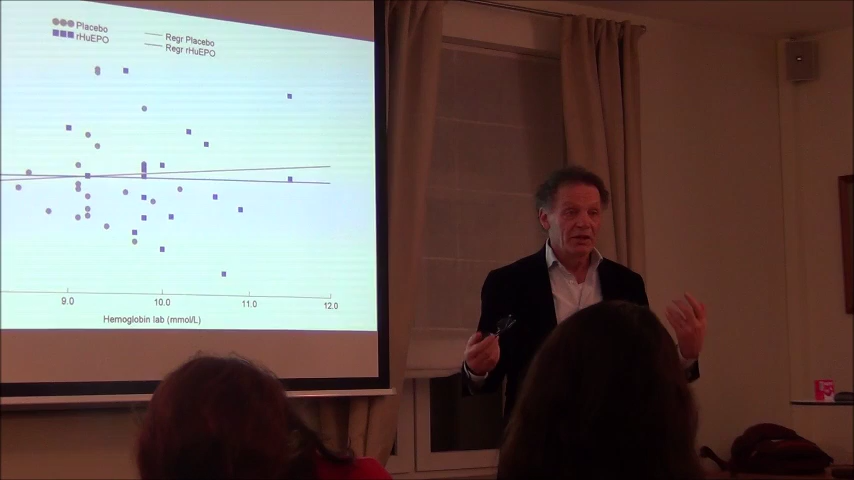 Placebo
rHuEPO
Regr Placebo
Regr rHuEPO
9.0 10.0 11.0 12.0
Hemoglobin lab (mmol/L)